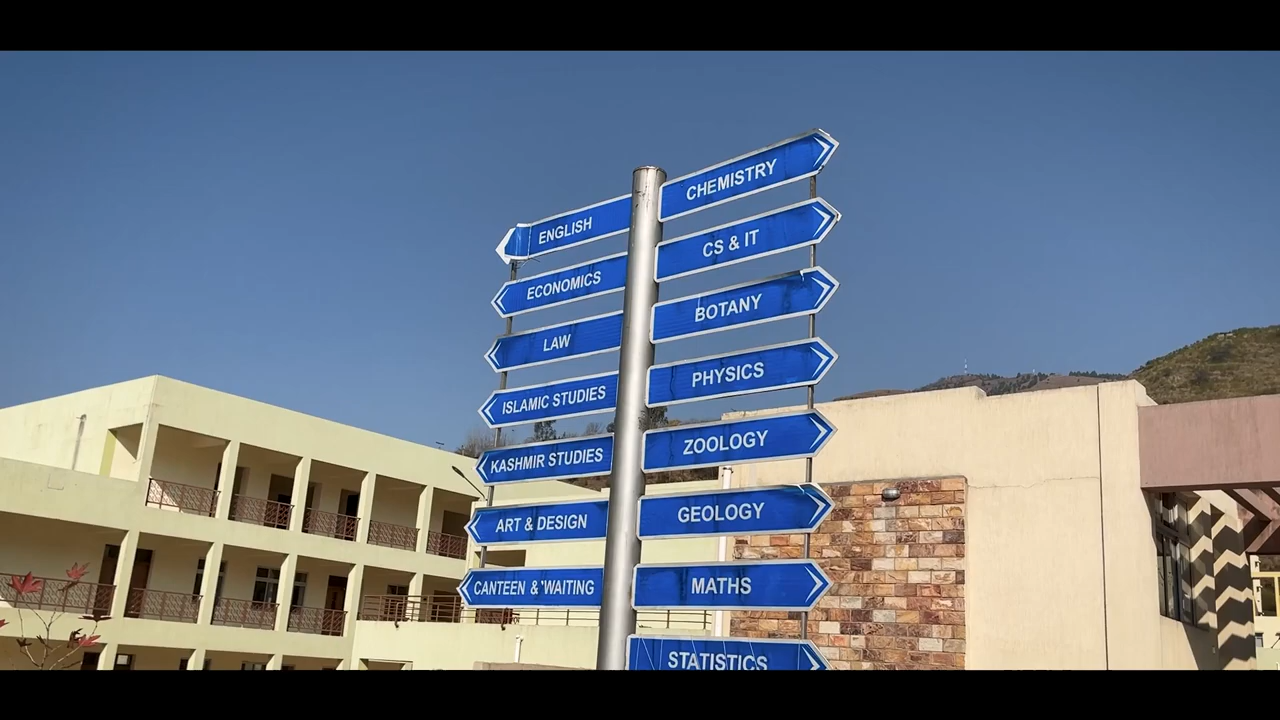 ENGLISH
ECONOMICS
LAW
ISLAMIC STUDIES
KASHMIR STUDIES
ART & DESIGN
CANTEEN & WAITING
CHEMISTRY
CS & IT
BOTANY
PHYSICS
ZOOLOGY
GEOLOGY
MATHS
STATISTICS